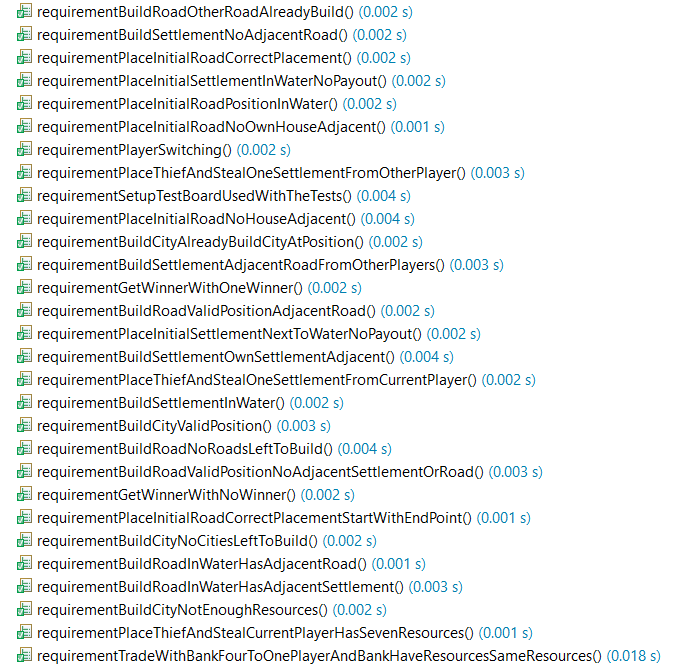 requirementBuildRoadOtherRoadAlreadyBuild() (0.002 s)
requirementBuildSettlementNoAdjacentRoad() (0.002 s)
requirementPlaceInitialRoadCorrectPlacement() (0.002 s)
requirementPlaceInitialSettlementInWaterNoPayout() (0.002 s)
requirementPlaceInitialRoadPositionInWater() (0.002 s)
requirementPlaceInitialRoadNoOwnHouseAdjacent() (0.001 s)
requirementPlayerSwitching() (0.002 s)
requirementPlaceThiefAndStealOneSettlementFromOtherPlayer() (0.003 s)
requirementSetupTestBoardUsedWithTheTests() (0.004 s)
requirementPlaceInitialRoadNoHouseAdjacent() (0.004 s)
requirementBuildCityAlreadyBuildCityAtPosition() (0.002 s)
requirementBuildSettlementAdjacentRoadFromOtherPlayers() (0.003 s)
requirementGetWinnerWithOneWinner() (0.002 s)
requirementBuildRoadValidPositionAdjacentRoad() (0.002 s)
requirementPlaceInitialSettlementNextToWaterNoPayout() (0.002 s)
requirementBuildSettlementOwnSettlementAdjacent() (0.004 s)
requirementPlaceThiefAndStealOneSettlementFromCurrentPlayer() (0.002 s)
requirementBuildSettlementInWater() (0.002 s)
requirementBuildCityValidPosition() (0.003 s)
requirementBuildRoadNoRoadsLeftToBuild() (0.004 s)
requirementBuildRoadValidPositionNoAdjacentSettlementOrRoad() (0.003 s)
requirementGetWinnerWithNoWinner() (0.002 s)
requirementPlaceInitialRoadCorrectPlacementStartWithEndPoint() (0.001 s)
requirementBuildCityNoCitiesLeftToBuild() (0.002 s)
requirementBuildRoadInWaterHasAdjacentRoad() (0.001 s)
requirementBuildRoadInWaterHasAdjacentSettlement() (0.003 s)
requirementBuildCityNotEnoughResources() (0.002 s)
requirementPlaceThiefAndStealCurrentPlayerHasSevenResources() (0.001 s)
requirementTradeWithBankFourToOnePlayerAndBankHaveResourcesSameResources() (0.018 s)